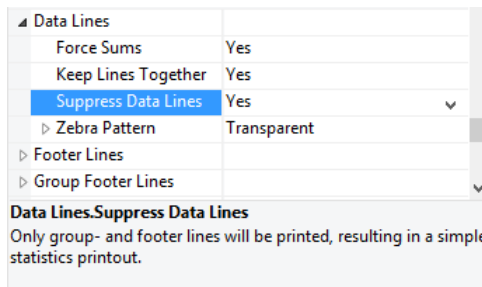 Data Lines
Force Sums Yes
Keep Lines Together Yes
Suppress Data Lines Yes
Zebra Pattern Transparent
Footer Lines
Group Footer Lines
Data Lines.Suppress Data Lines
Only group- and footer lines will be printed, resulting in a simple
statistics printout.